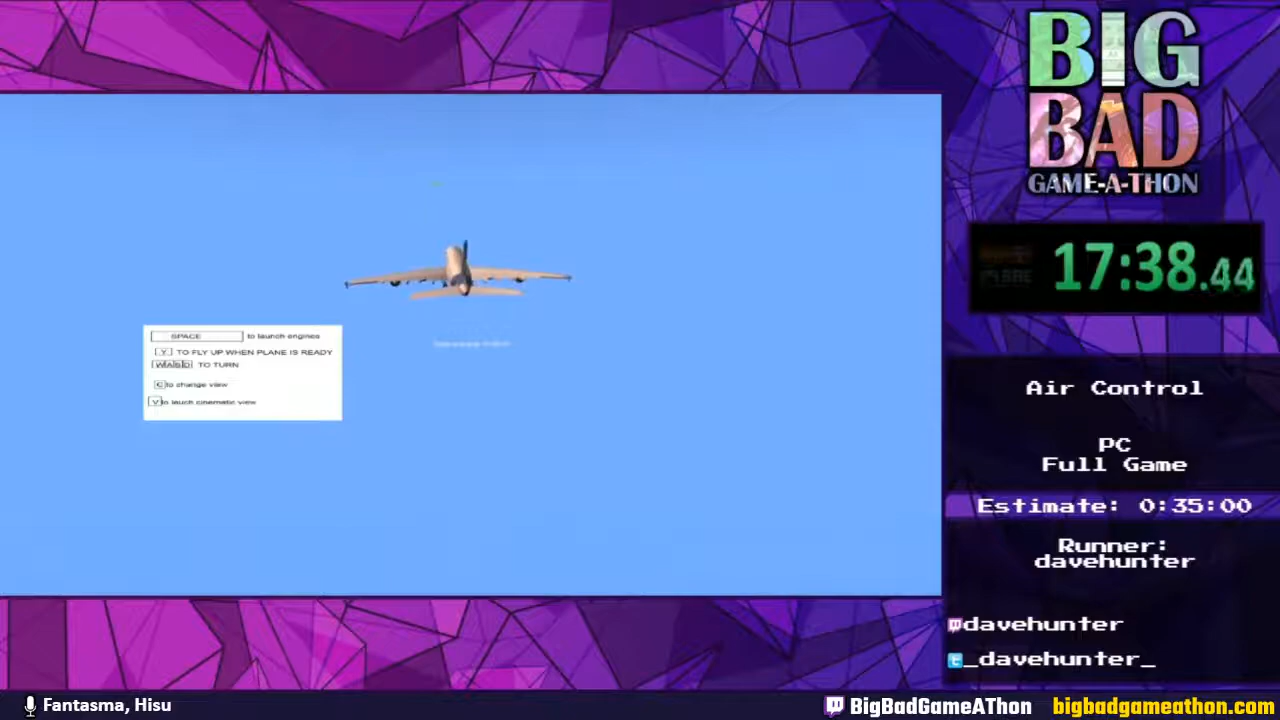 BIG
BAD
GAME-A-THON
17:38.44
SPACE to launch engines
Y TO FLY UP WHEN PLANE IS READY
W A S D TO TURN
C to change view
V to lauch cinematic view
Air Control
PC
Full Game
Estimate: 0:35:00
Runner:
davehunter
davehunter
_davehunter_
Fantasma, Hisu
BigBadGameAThon
bigbadgameathon.com